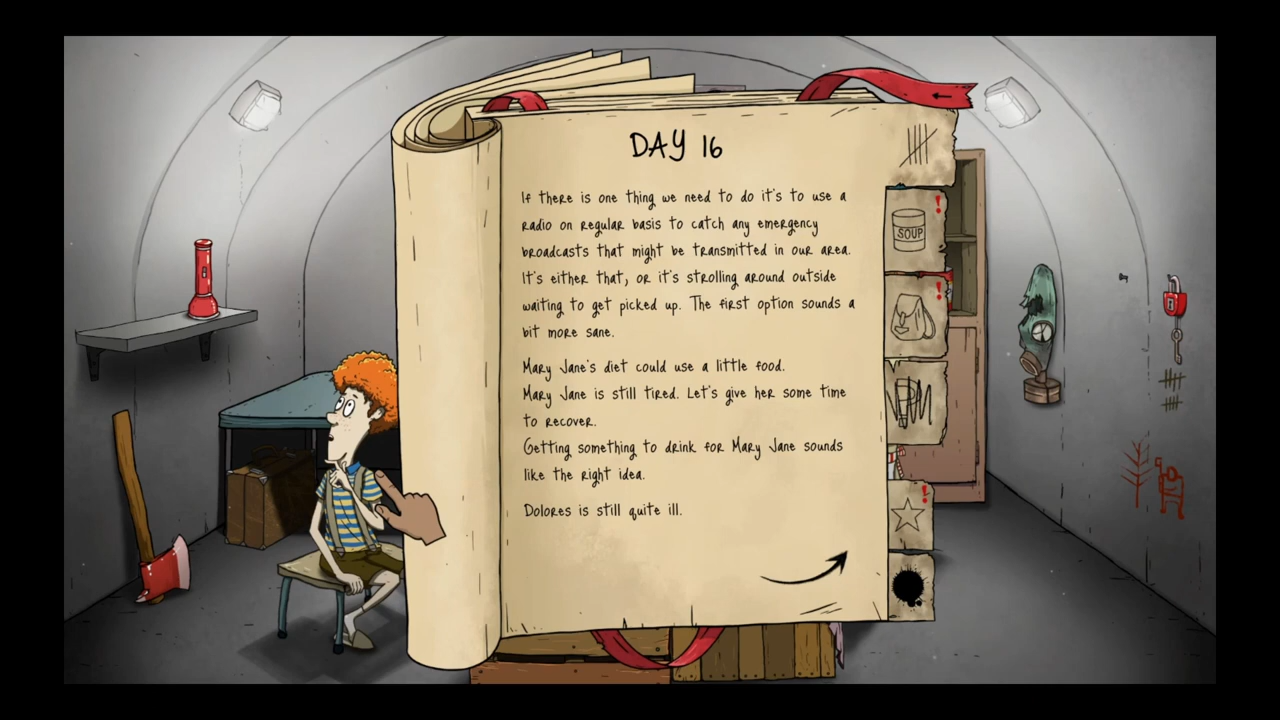 DAY 16
If there is one thing we need to do it's to use a
radio on regular basis to catch any emergency
broadcasts that might be transmitted in our area.
It's either that, or it's strolling around outside
waiting to get picked up. The first option sounds a
bit more sane.
Mary Jane's diet could use a little food.
Mary Jane is still tired. Let's give her some time
to recover.
Getting something to drink for Mary Jane sounds
like the right idea.
Dolores is still quite ill.
!
SOUP
!
!